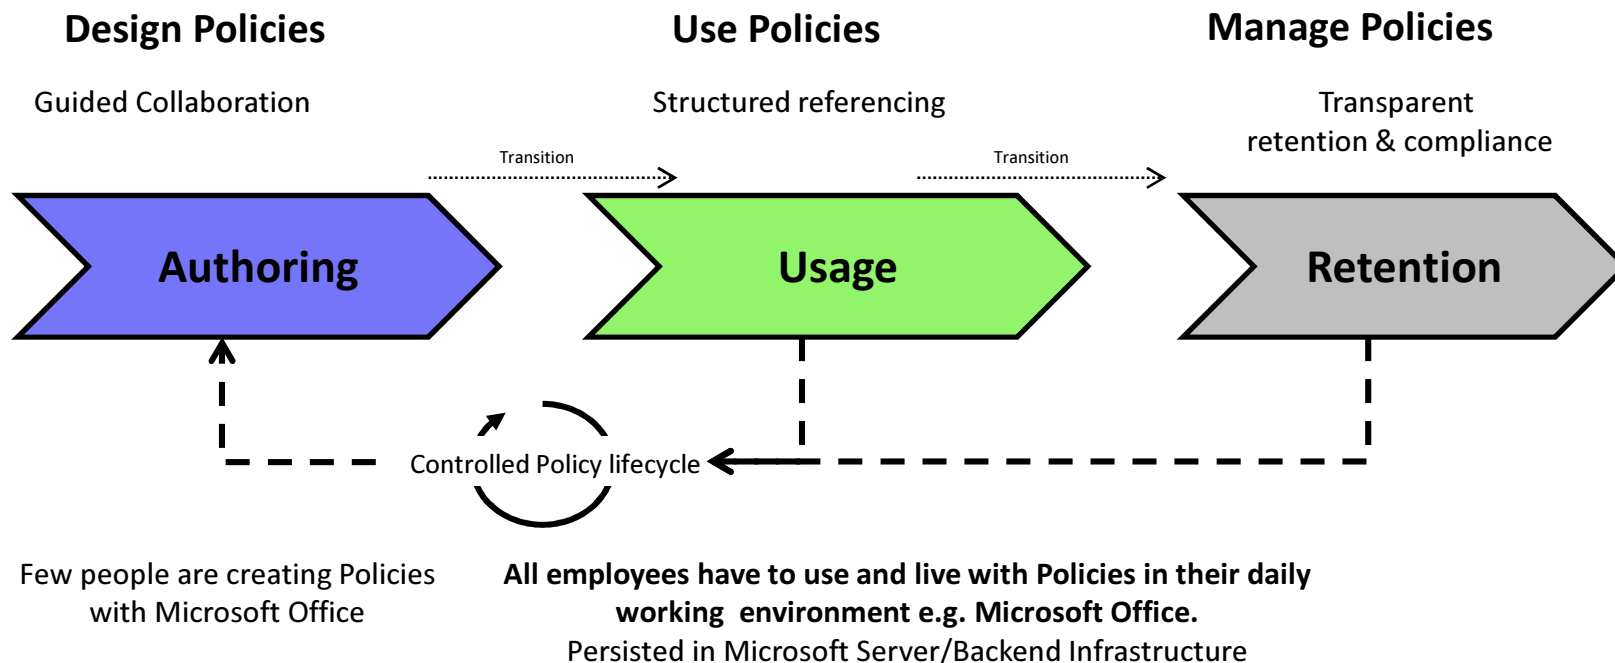 Design Policies
Use Policies
Manage Policies
Guided Collaboration
Structured referencing
Transparent
retention & compliance
Transition
Transition
Authoring
Usage
Retention
Controlled Policy lifecycle
Few people are creating Policies
with Microsoft Office
All employees have to use and live with Policies in their daily
working environment e.g. Microsoft Office.
Persisted in Microsoft Server/Backend Infrastructure